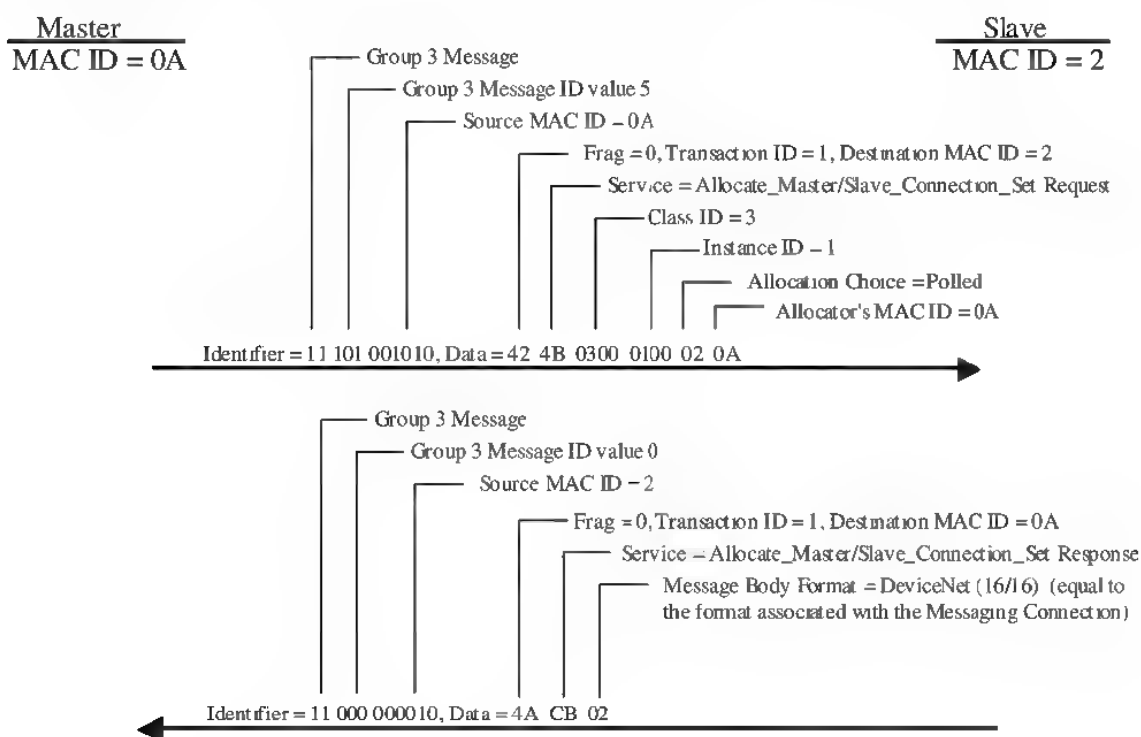 Master
MAC ID = 0A
Slave
MAC ID = 2
Group 3 Message
Group 3 Message ID value 5
Source MAC ID – 0A
Frag = 0, Transaction ID = 1, Destination MAC ID = 2
Service = Allocate_Master/Slave_Connection_Set Request
Class ID = 3
Instance ID – 1
Allocation Choice = Polled
Allocator's MAC ID = 0A
Identifier = 11 101 001010, Data = 42 4B 0300 0100 02 0A
Group 3 Message
Group 3 Message ID value 0
Source MAC ID – 2
Frag = 0, Transaction ID = 1, Destination MAC ID = 0A
Service – Allocate_Master/Slave_Connection_Set Response
Message Body Format = DeviceNet (16/16) (equal to
the format associated with the Messaging Connection)
Identifier = 11 000 000010, Data = 4A CB 02